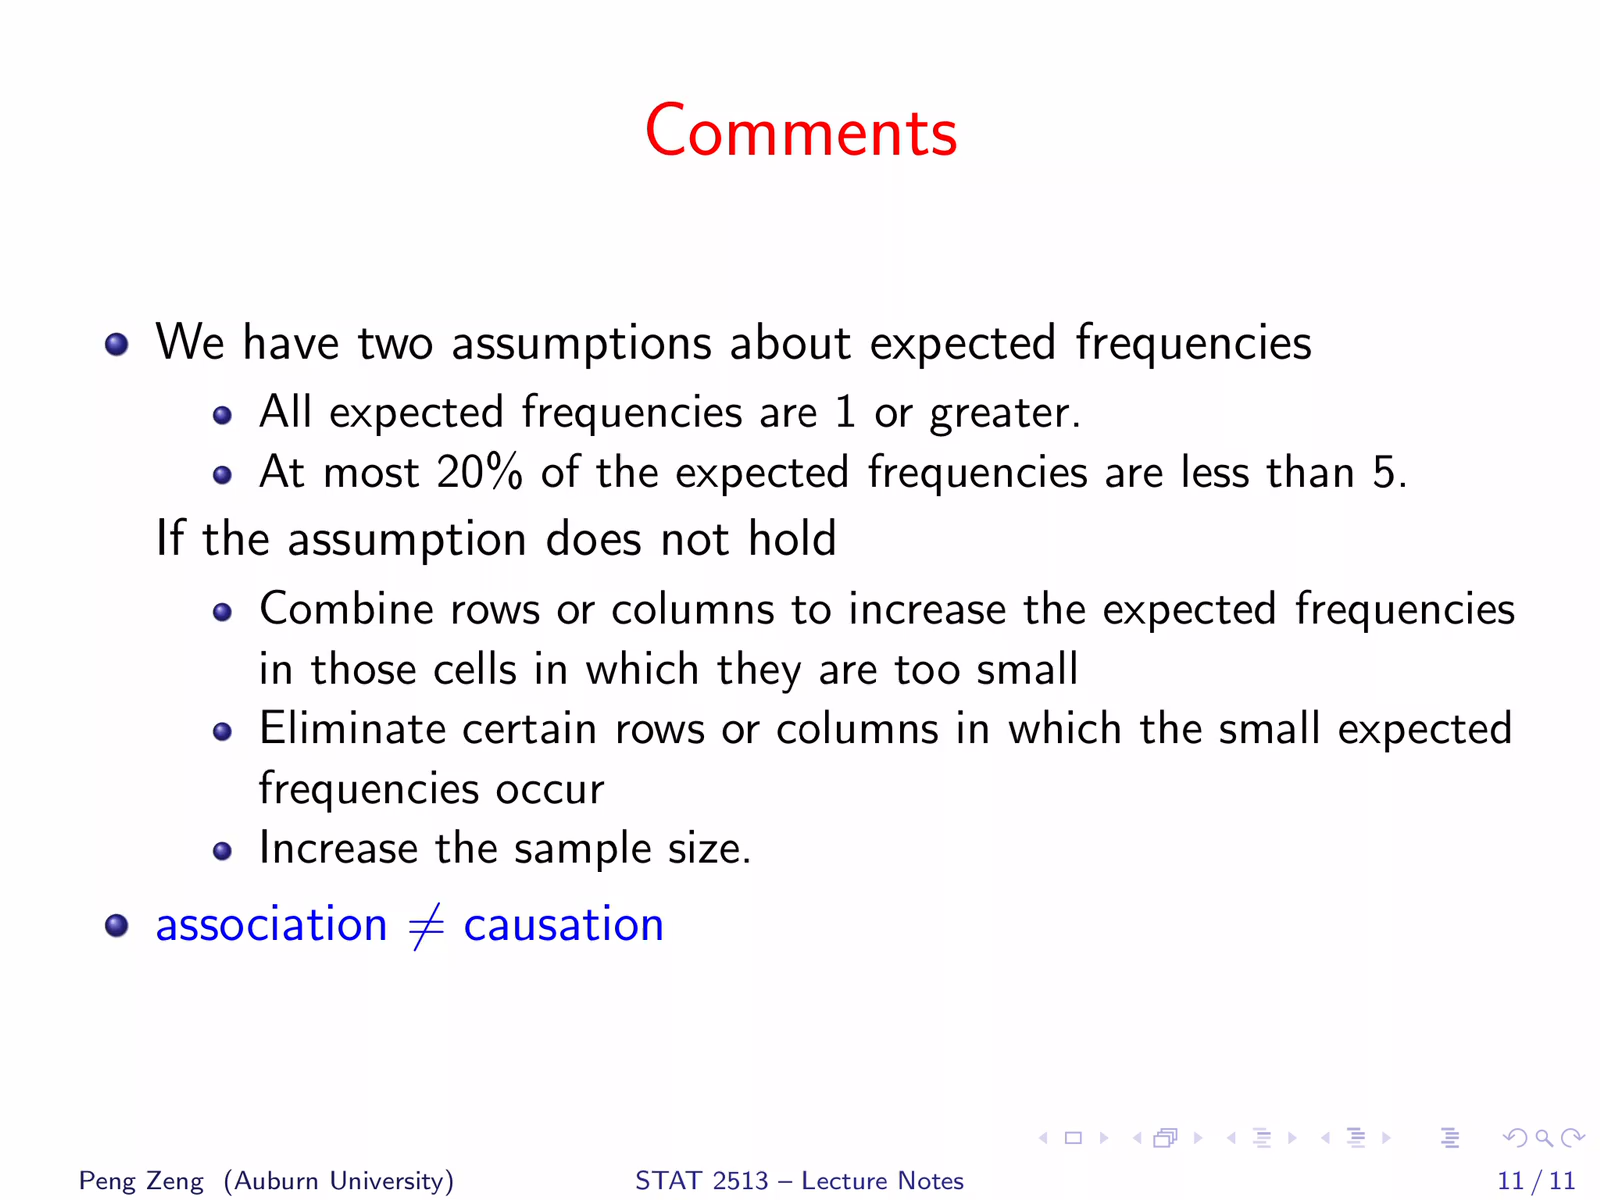 Comments
We have two assumptions about expected frequencies
All expected frequencies are 1 or greater.
At most 20% of the expected frequencies are less than 5.
If the assumption does not hold
Combine rows or columns to increase the expected frequencies
in those cells in which they are too small
Eliminate certain rows or columns in which the small expected
frequencies occur
Increase the sample size.
association ≠ causation
Peng Zeng (Auburn University) STAT 2513 – Lecture Notes 11 / 11